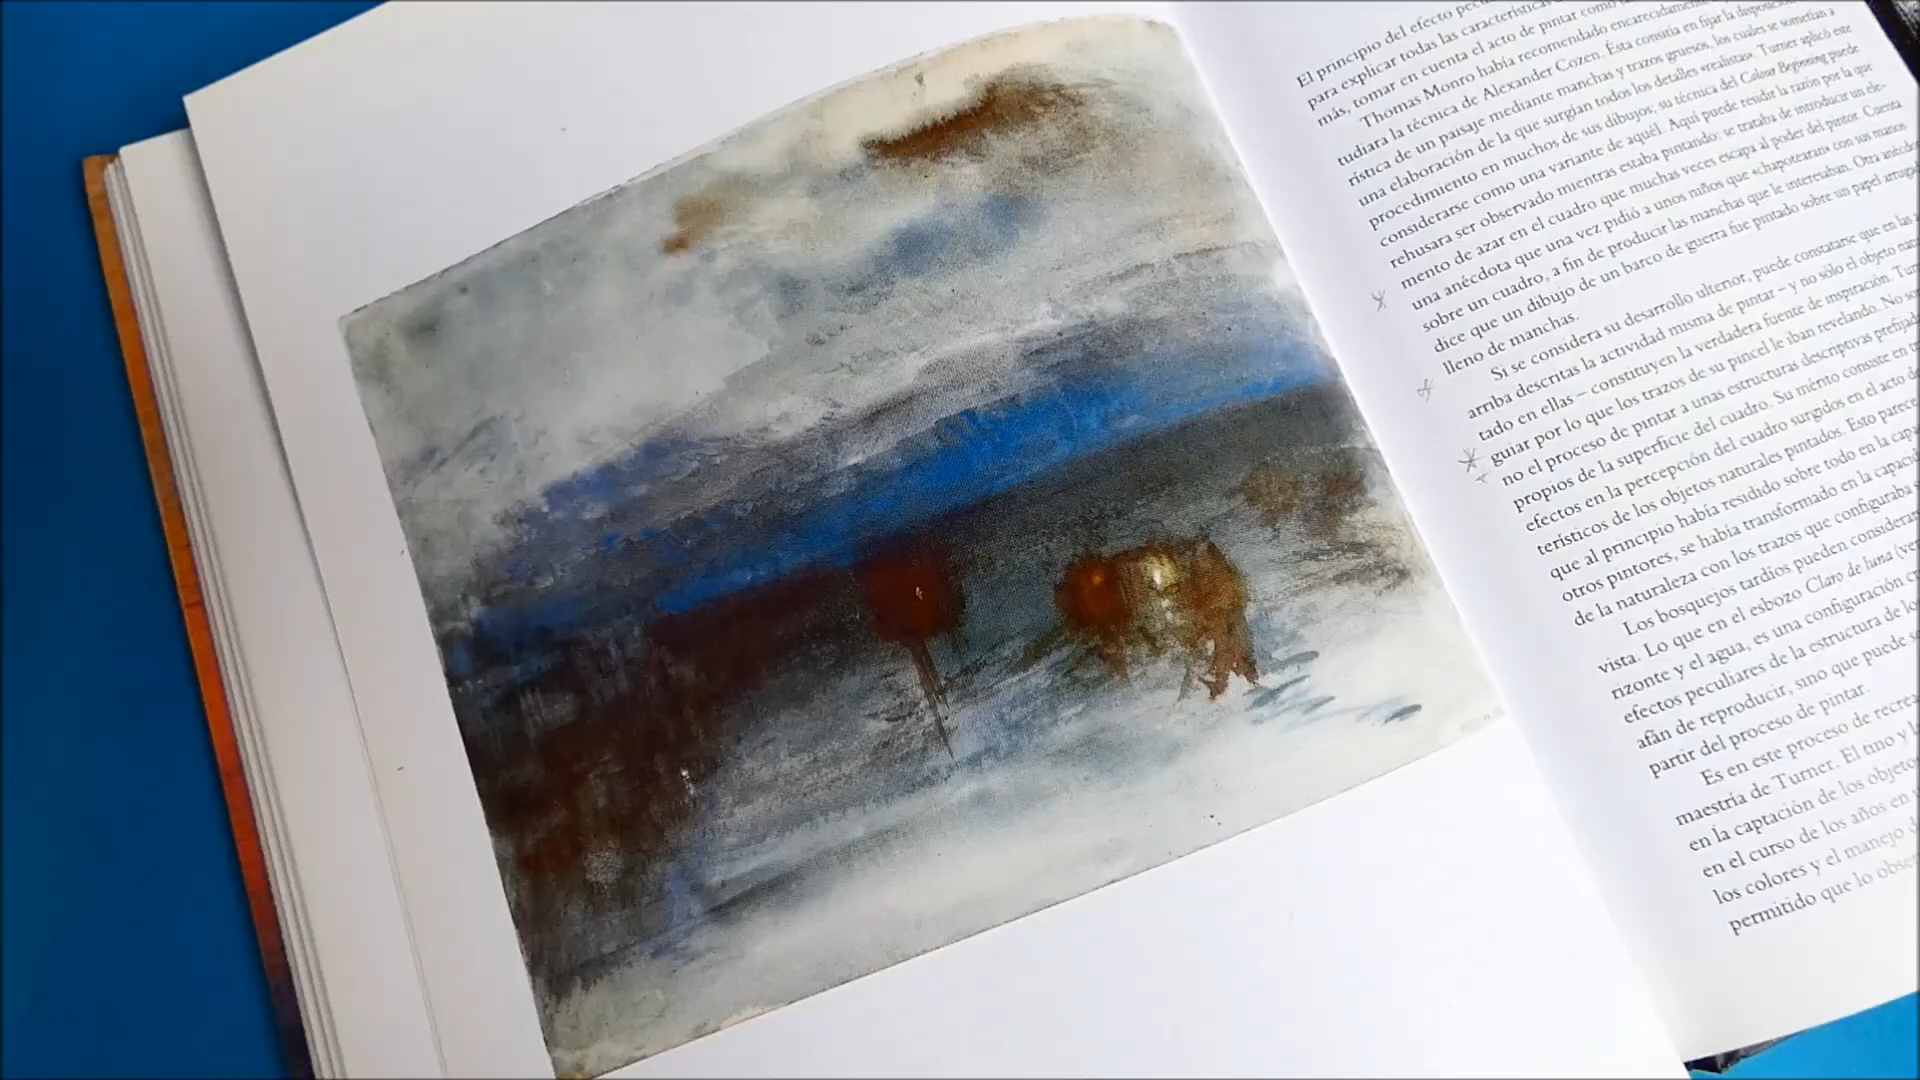 El principio del efecto
para explicar todas las características
más, tomar en cuenta el acto de pintar como
Thomas Monro había recomendado encarecidamente
tudiara la técnica de Alexander Cozen. Ésta consitía en fijar la disposición
rística de un paisaje mediante manchas y trazos gruesos, los cuales se sometían a
una elaboración de la que surgían todos los detalles «realistas». Turner aplicó este
procedimiento en muchos de sus dibujos; su técnica del Colour Beginning puede
considerarse como una variante de aquél. Aquí puede residir la razón por la que
rehusara ser observado mientras estaba pintando: se trataba de introducir un ele-
mento de azar en el cuadro que muchas veces escapa al poder del pintor. Cuenta
una anécdota que una vez pidió a unos niños que «chapotearan» con sus manos
sobre un cuadro, a fin de producir las manchas que le interesaban. Otra anécdota
dice que un dibujo de un barco de guerra fue pintado sobre un papel
lleno de manchas.
Si se considera su desarrollo ulterior, puede constatarse que en las
arriba descritas la actividad misma de pintar – y no sólo el objeto
tado en ellas – constituyen la verdadera fuente de inspiración.
guiar por lo que los trazos de su pincel le iban revelando. No
no el proceso de pintar a unas estructuras descriptivas
propios de la superficie del cuadro. Su mérito consiste en
efectos en la percepción del cuadro surgidos en el acto de
terísticos de los objetos naturales pintados. Esto parece
que al principio había residido sobre todo en la
otros pintores, se había transformado en la
de la naturaleza con los trazos que configuraba
Los bosquejos tardíos pueden
vista. Lo que en el esbozo Claro de luna
rizonte y el agua, es una configuración
efectos peculiares de la estructura de
afán de reproducir, sino que puede
partir del proceso de pintar.
Es en este proceso de
maestría de Turner. El tino y
en la captación de los
en el curso de los años en
los colores y el manejo
permitido que lo